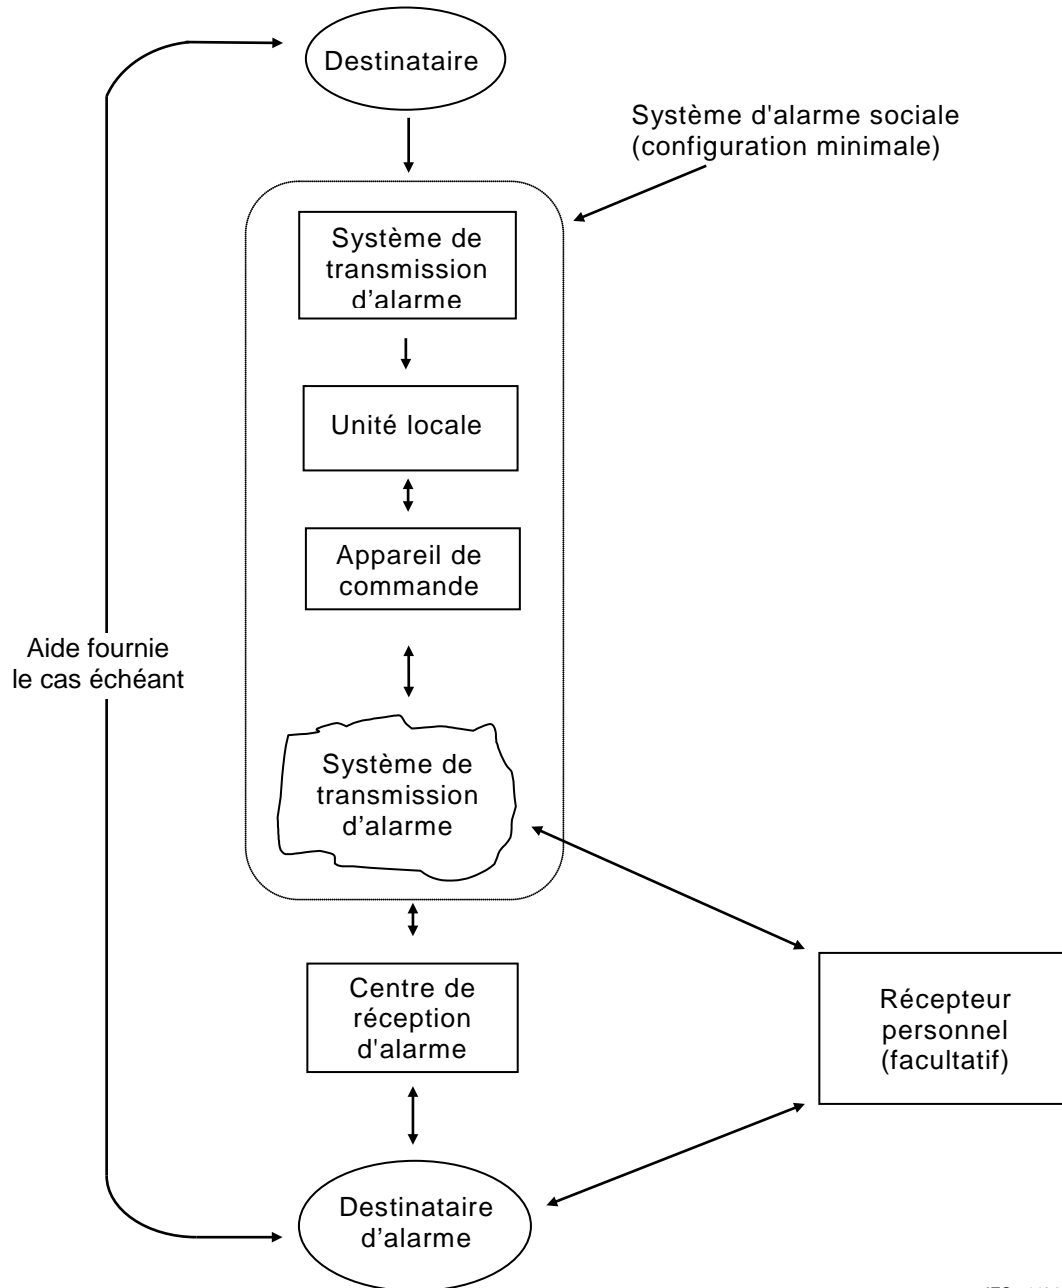 Destinataire
Système d'alarme sociale
(configuration minimale)
Système de
transmission
d'alarme
Unité locale
Appareil de
commande
Aide fournie
le cas échéant
Système de
transmission
d'alarme
Centre de
réception
d'alarme
Récepteur
personnel
(facultatif)
Destinataire
d'alarme